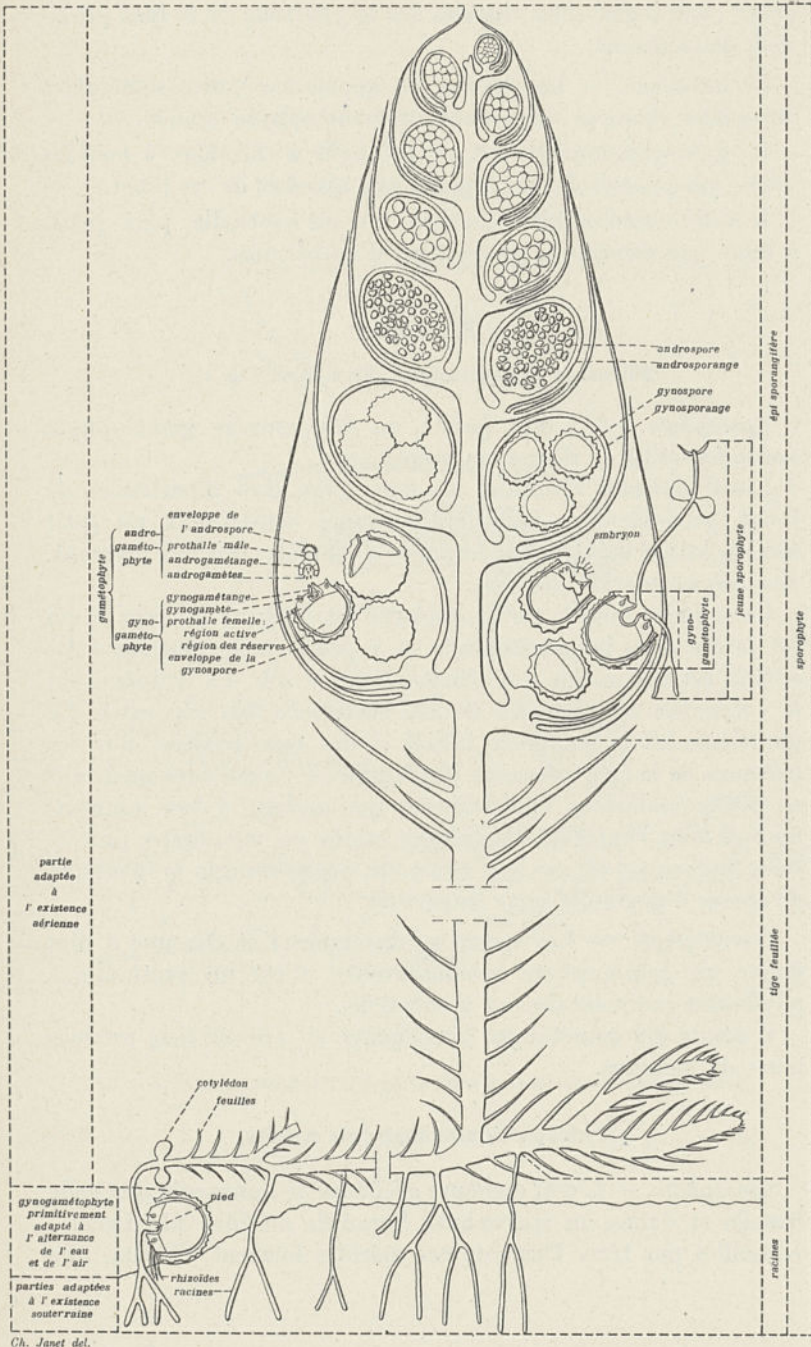 androspore
androsporange
gynospore
gynosporange
épi sporangifère
embryon
gyno-
gamétophyte
jeune sporophyte
sporophyte
gamétophyte
andro-
gaméto-
phyte
enveloppe de
l'androspore
prothalle mâle
androgamétange
androgamètes
gyno-
gaméto-
phyte
gynogamétange
gynogamète
prothalle femelle:
région active
région des réserves
enveloppe de la
gynospore
partie
adaptée
à
l'existence
aérienne
tige feuillée
cotylédon
feuilles
gynogamétophyte
primitivement
adapté à
l'alternance
de l'eau
et de l'air
pied
rhizoïdes
racines
parties adaptées
à l'existence
souterraine
racines
Ch. Janet del.